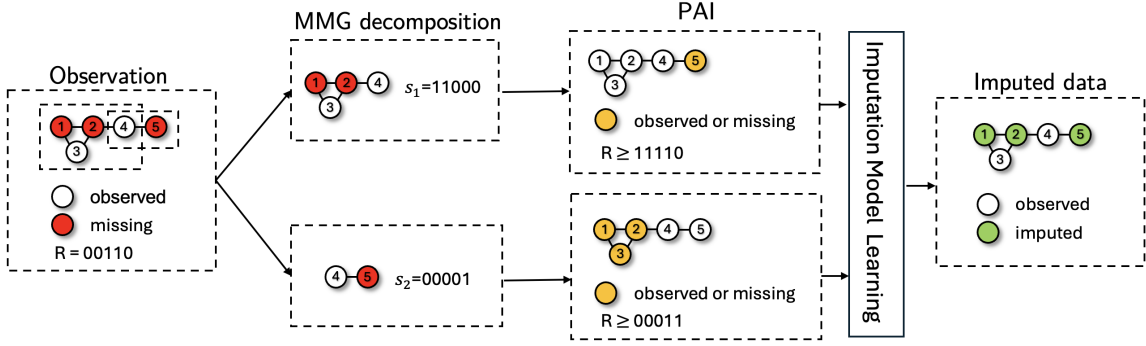 Observation
1 2 4 5
3
observed
missing
R = 00110
MMG decomposition
1 2 4
3
s₁=11000
4 5
s₂=00001
PAI
1 2 4 5
3
observed or missing
R ≥ 11110
1 2 4 5
3
observed or missing
R ≥ 00011
Imputation Model Learning
Imputed data
1 2 4 5
3
observed
imputed